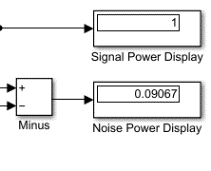 1
Signal Power Display
+
−
Minus
0.09067
Noise Power Display